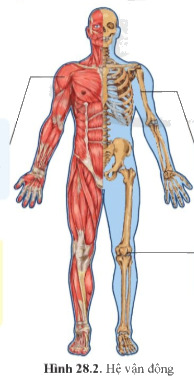 Hình 28.2. Hệ vận động